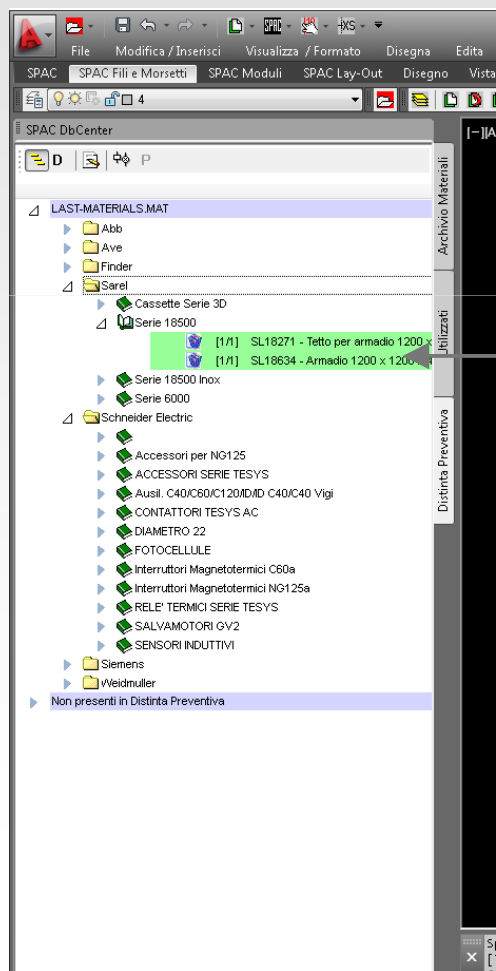 File Modifica / Inserisci Visualizza / Formato Disegna Edita
SPAC SPAC Fili e Morsetti SPAC Moduli SPAC Lay-Out Disegno Vista
4
SPAC DbCenter
[-][A
D P
LAST-MATERIALS.MAT
Abb
Ave
Finder
Sarel
Cassette Serie 3D
Serie 18500
[1/1] SL18271 - Tetto per armadio 1200 x
[1/1] SL18634 - Armadio 1200 x 1200
Serie 18500 Inox
Serie 6000
Schneider Electric
Accessori per NG125
ACCESSORI SERIE TESYS
Ausil. C40/C60/C120/ID/ID C40/C40 Vigi
CONTATTORI TESYS AC
DIAMETRO 22
FOTOCELLULE
Interruttori Magnetotermici C60a
Interruttori Magnetotermici NG125a
RELE' TERMICI SERIE TESYS
SALVAMOTORI GV2
SENSORI INDUTTIVI
Siemens
Weidmuller
Non presenti in Distinta Preventiva
Archivio Materiali
Utilizzati
Distinta Preventiva